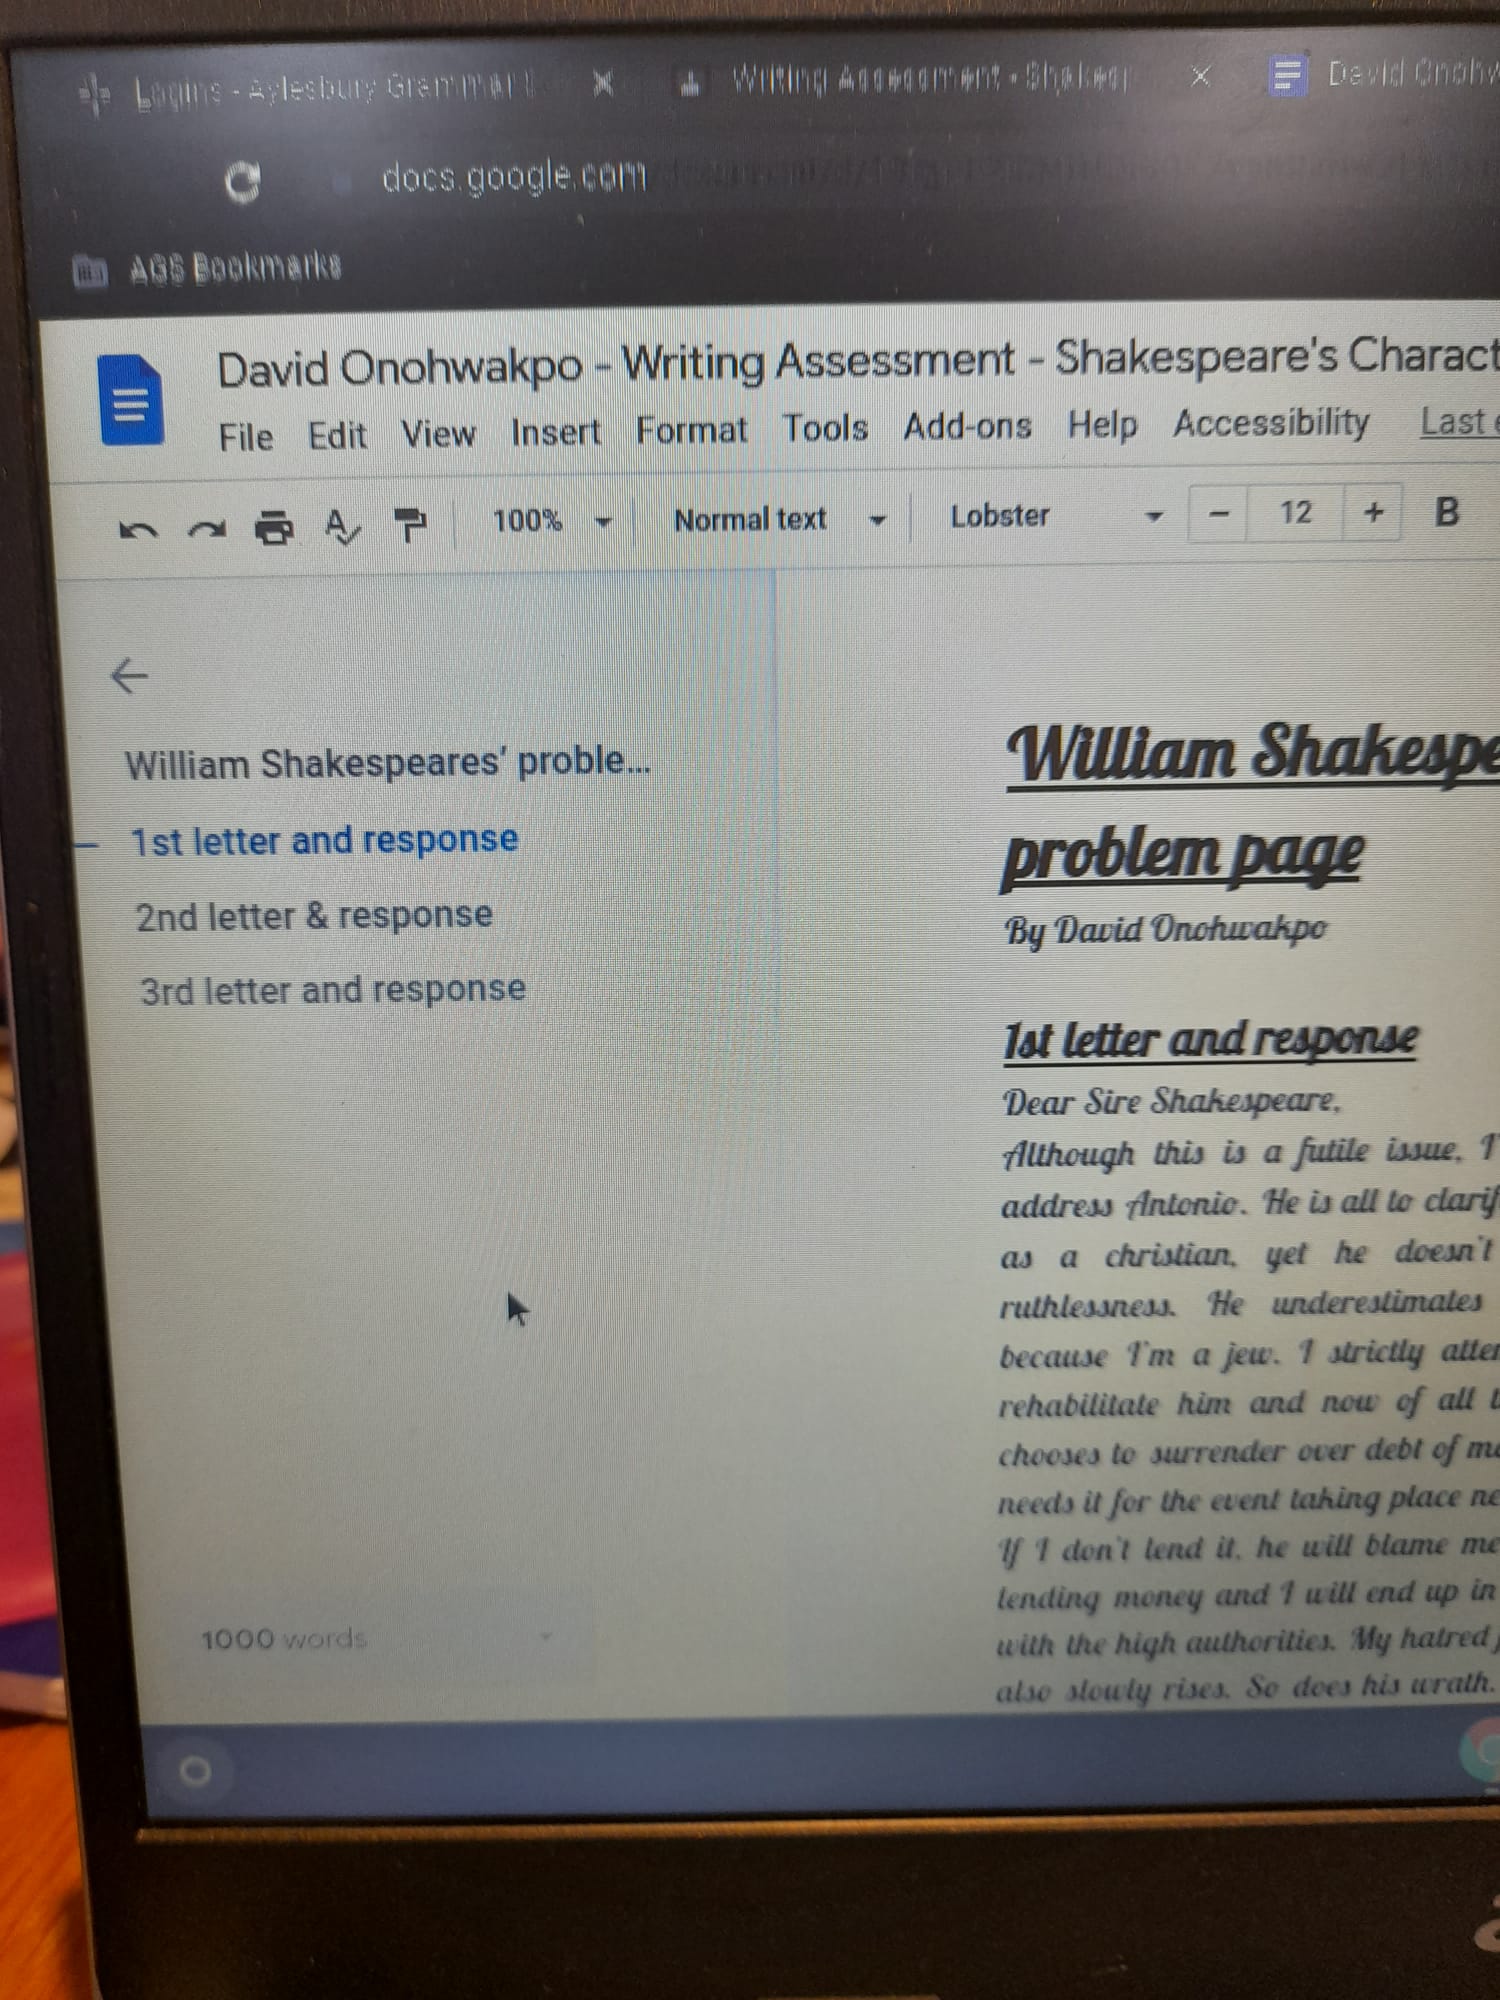 Logins - Aylesbury Grammar
Writing Assessment - Shakesp
David Onohw
docs.google.com
AGS Bookmarks
David Onohwakpo - Writing Assessment - Shakespeare's Charact
File Edit View Insert Format Tools Add-ons Help Accessibility Last
100% Normal text Lobster - 12 + B
William Shakespeares' proble...
1st letter and response
2nd letter & response
3rd letter and response
1000 words
William Shakespe
problem page
By David Onohwakpo
1st letter and response
Dear Sire Shakespeare,
Although this is a futile issue, I'
address Antonio. He is all to clarif
as a christian, yet he doesn't
ruthlessness. He underestimates
because I'm a jew. I strictly atte
rehabilitate him and now of all t
chooses to surrender over debt of m
needs it for the event taking place ne
If I don't lend it, he will blame me
lending money and I will end up in
with the high authorities. My hatred
also slowly rises. So does his wrath.